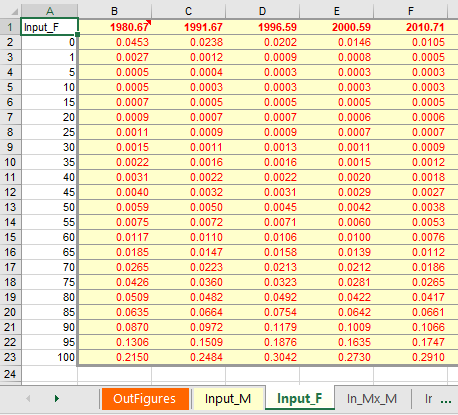 A B C D E F
1 Input_F 1980.67 1991.67 1996.59 2000.59 2010.71
2 0 0.0453 0.0238 0.0202 0.0146 0.0105
3 1 0.0027 0.0012 0.0009 0.0008 0.0005
4 5 0.0005 0.0004 0.0003 0.0003 0.0003
5 10 0.0005 0.0003 0.0003 0.0003 0.0003
6 15 0.0007 0.0005 0.0005 0.0005 0.0005
7 20 0.0009 0.0007 0.0007 0.0006 0.0006
8 25 0.0011 0.0009 0.0009 0.0007 0.0007
9 30 0.0015 0.0011 0.0013 0.0011 0.0009
10 35 0.0022 0.0016 0.0016 0.0015 0.0012
11 40 0.0031 0.0022 0.0022 0.0020 0.0018
12 45 0.0040 0.0032 0.0031 0.0029 0.0027
13 50 0.0059 0.0050 0.0045 0.0042 0.0038
14 55 0.0075 0.0072 0.0071 0.0060 0.0053
15 60 0.0117 0.0110 0.0106 0.0100 0.0076
16 65 0.0185 0.0147 0.0158 0.0139 0.0112
17 70 0.0265 0.0223 0.0213 0.0212 0.0186
18 75 0.0426 0.0360 0.0323 0.0281 0.0265
19 80 0.0509 0.0482 0.0492 0.0422 0.0417
20 85 0.0635 0.0664 0.0754 0.0642 0.0661
21 90 0.0870 0.0972 0.1179 0.1009 0.1066
22 95 0.1306 0.1509 0.1876 0.1635 0.1747
23 100 0.2150 0.2484 0.3042 0.2730 0.2910
24
OutFigures Input_M Input_F In_Mx_M Ir ...